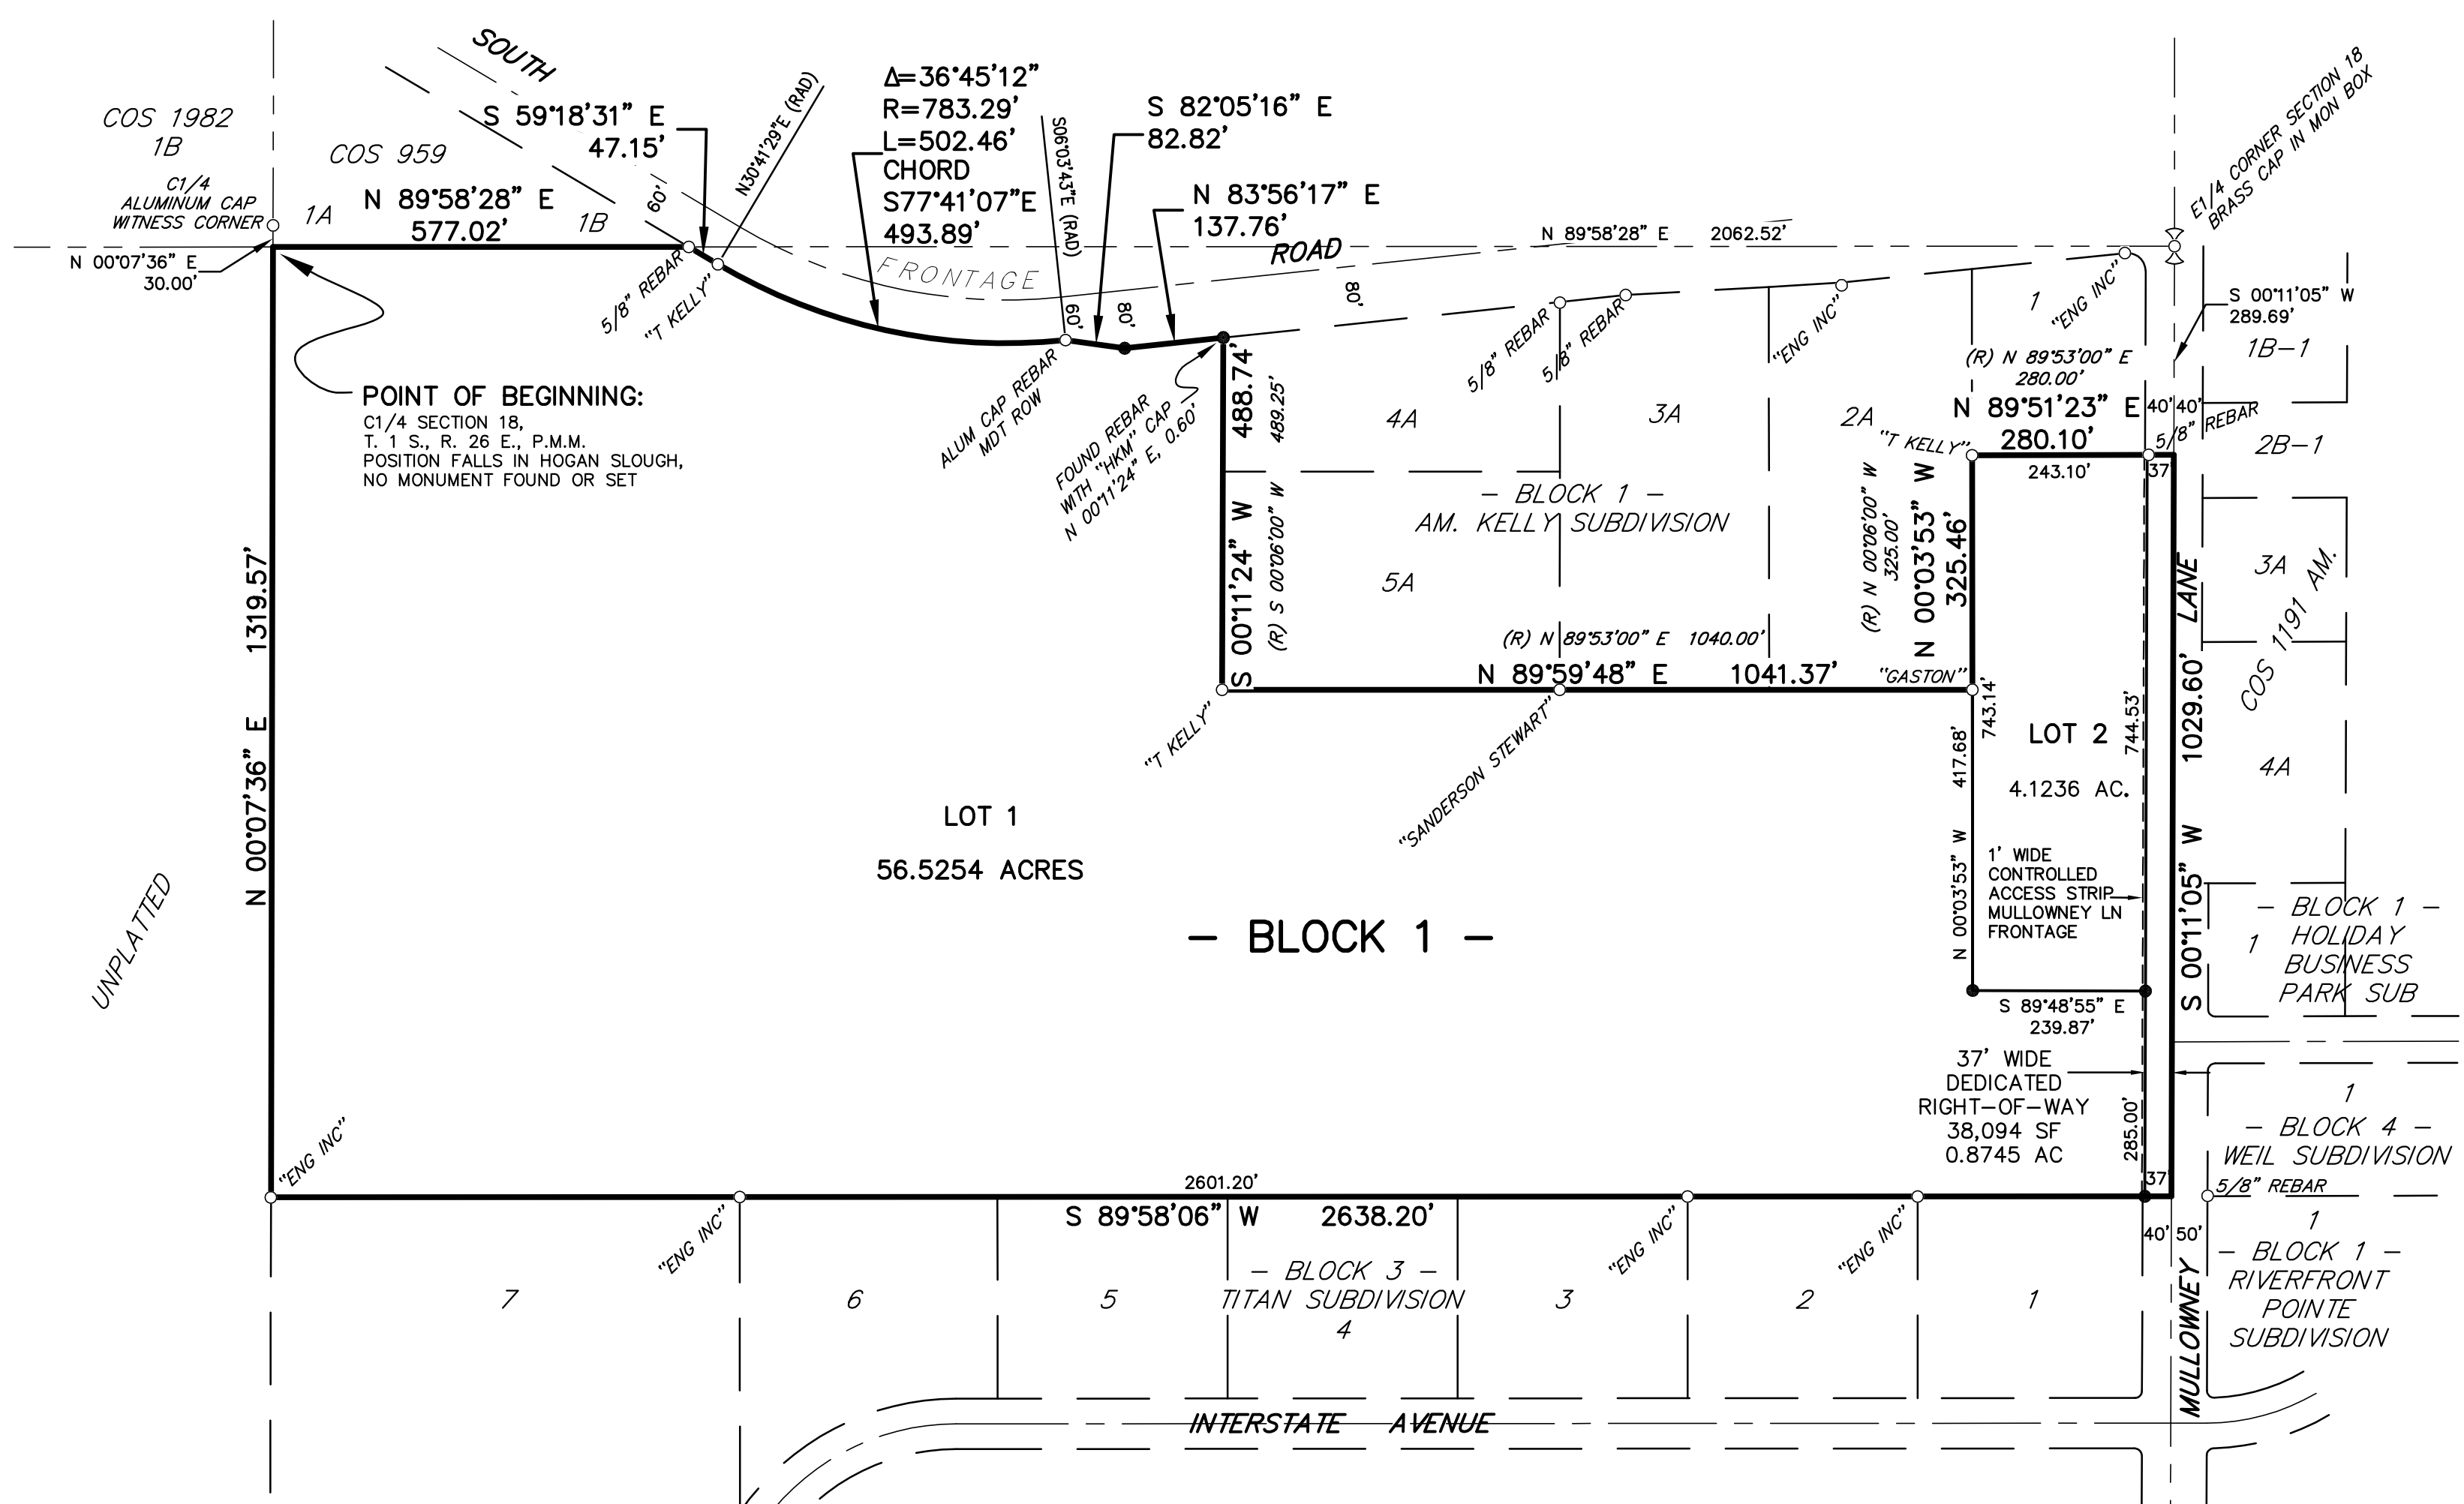 SOUTH
COS 1982
1B
COS 959
C1/4
ALUMINUM CAP
WITNESS CORNER
1A
N 89°58'28" E
577.02'
1B
N 00°07'36" E
30.00'
S 59°18'31" E
47.15'
60'
N30°41'29"E (RAD)
Δ=36°45'12"
R=783.29'
L=502.46'
CHORD
S77°41'07"E
493.89'
S06°03'43"E (RAD)
S 82°05'16" E
82.82'
N 83°56'17" E
137.76'
FRONTAGE
ROAD
N 89°58'28" E 2062.52'
E1/4 CORNER SECTION 18
BRASS CAP IN MON BOX
5/8" REBAR
"T KELLY"
60'
80'
80'
POINT OF BEGINNING:
C1/4 SECTION 18,
T. 1 S., R. 26 E., P.M.M.
POSITION FALLS IN HOGAN SLOUGH,
NO MONUMENT FOUND OR SET
ALUM CAP REBAR
MDT ROW
FOUND REBAR
WITH "HKM" CAP
N 00°11'24" E, 0.60'
S 00°11'24" W 488.74'
(R) S 00°06'00" W 489.25'
5/8" REBAR
5/8" REBAR
"ENG INC"
1
"ENG INC"
S 00°11'05" W
289.69'
1B-1
(R) N 89°53'00" E
280.00'
N 89°51'23" E
280.10'
40' 40'
5/8" REBAR
2B-1
4A
3A
2A
"T KELLY"
243.10'
37'
- BLOCK 1 -
AM. KELLY SUBDIVISION
5A
(R) N 00°06'00" W
325.00'
N 00°03'53" W
325.46'
(R) N 89°53'00" E 1040.00'
N 89°59'48" E 1041.37'
"GASTON"
3A
COS 1191 AM.
4A
LANE
N 00°07'36" E 1319.57'
"T KELLY"
"SANDERSON STEWART"
743.14'
N 00°03'53" W 417.68'
744.53'
LOT 2
4.1236 AC.
S 00°11'05" W 1029.60'
LOT 1
56.5254 ACRES
- BLOCK 1 -
1' WIDE
CONTROLLED
ACCESS STRIP
MULLOWNEY LN
FRONTAGE
UNPLATTED
- BLOCK 1 -
1
HOLIDAY
BUSINESS
PARK SUB
S 89°48'55" E
239.87'
37' WIDE
DEDICATED
RIGHT-OF-WAY
38,094 SF
0.8745 AC
285.00'
37'
1
- BLOCK 4 -
WEIL SUBDIVISION
5/8" REBAR
"ENG INC"
2601.20'
S 89°58'06" W 2638.20'
"ENG INC"
"ENG INC"
"ENG INC"
40' 50'
1
- BLOCK 1 -
RIVERFRONT
POINTE
SUBDIVISION
MULLOWNEY
- BLOCK 3 -
TITAN SUBDIVISION
7
6
5
4
3
2
1
INTERSTATE AVENUE